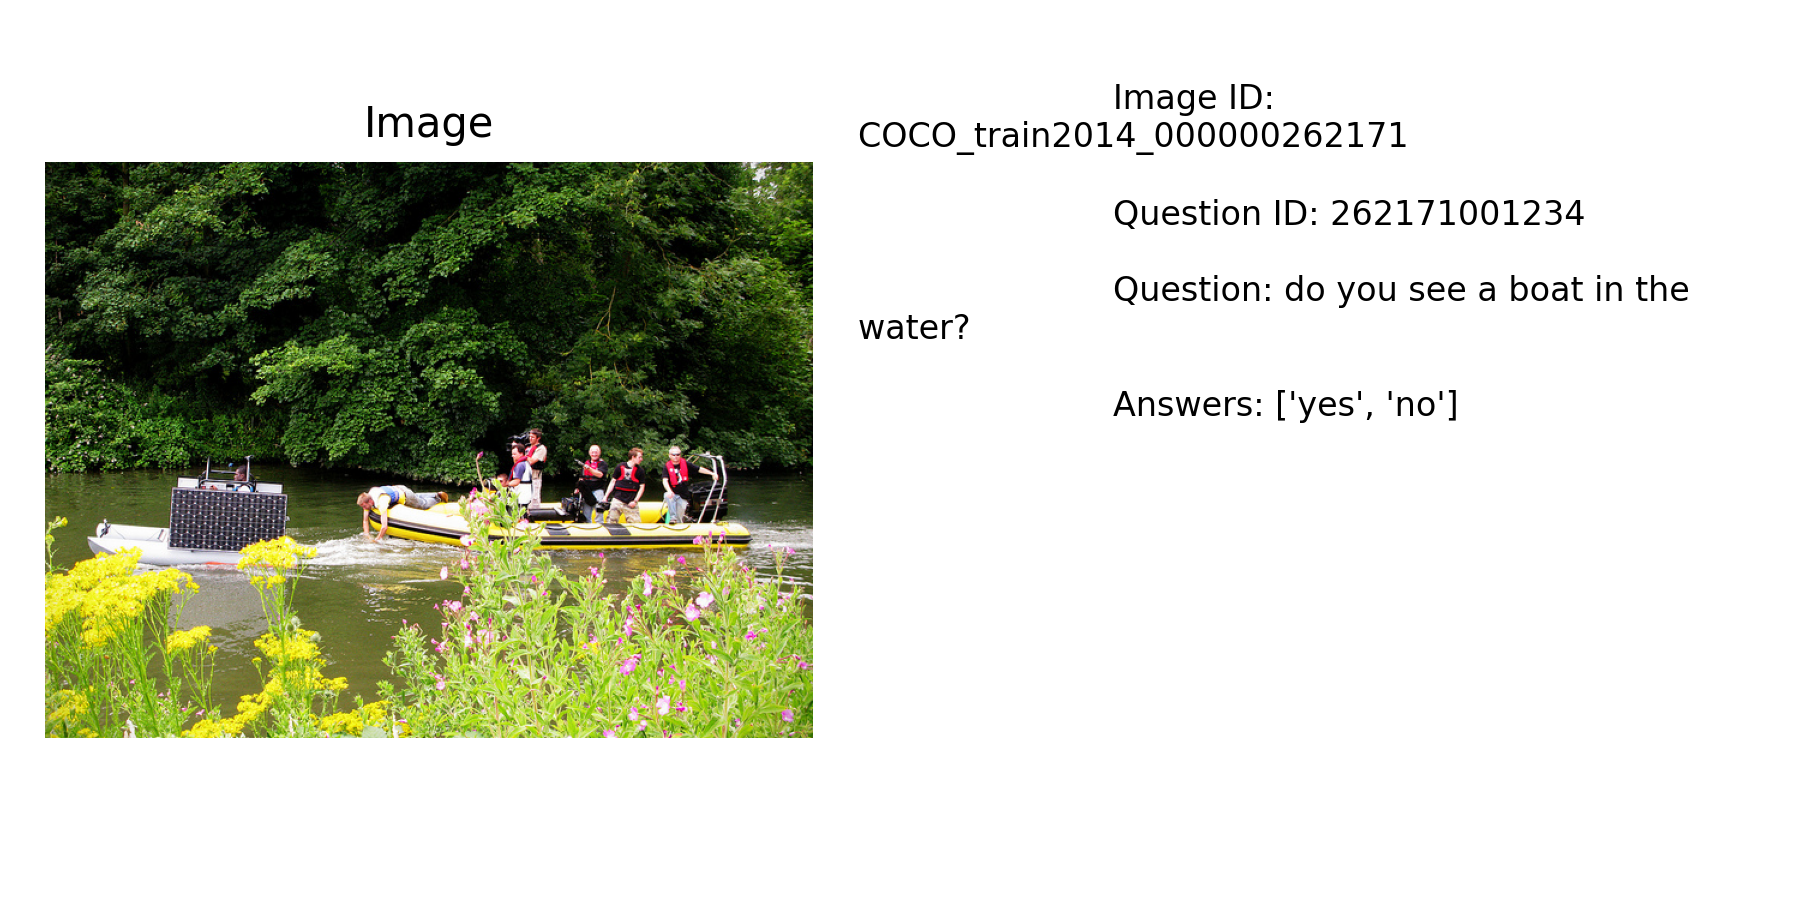 Image
Image ID:
COCO_train2014_000000262171
Question ID: 262171001234
Question: do you see a boat in the
water?
Answers: ['yes', 'no']